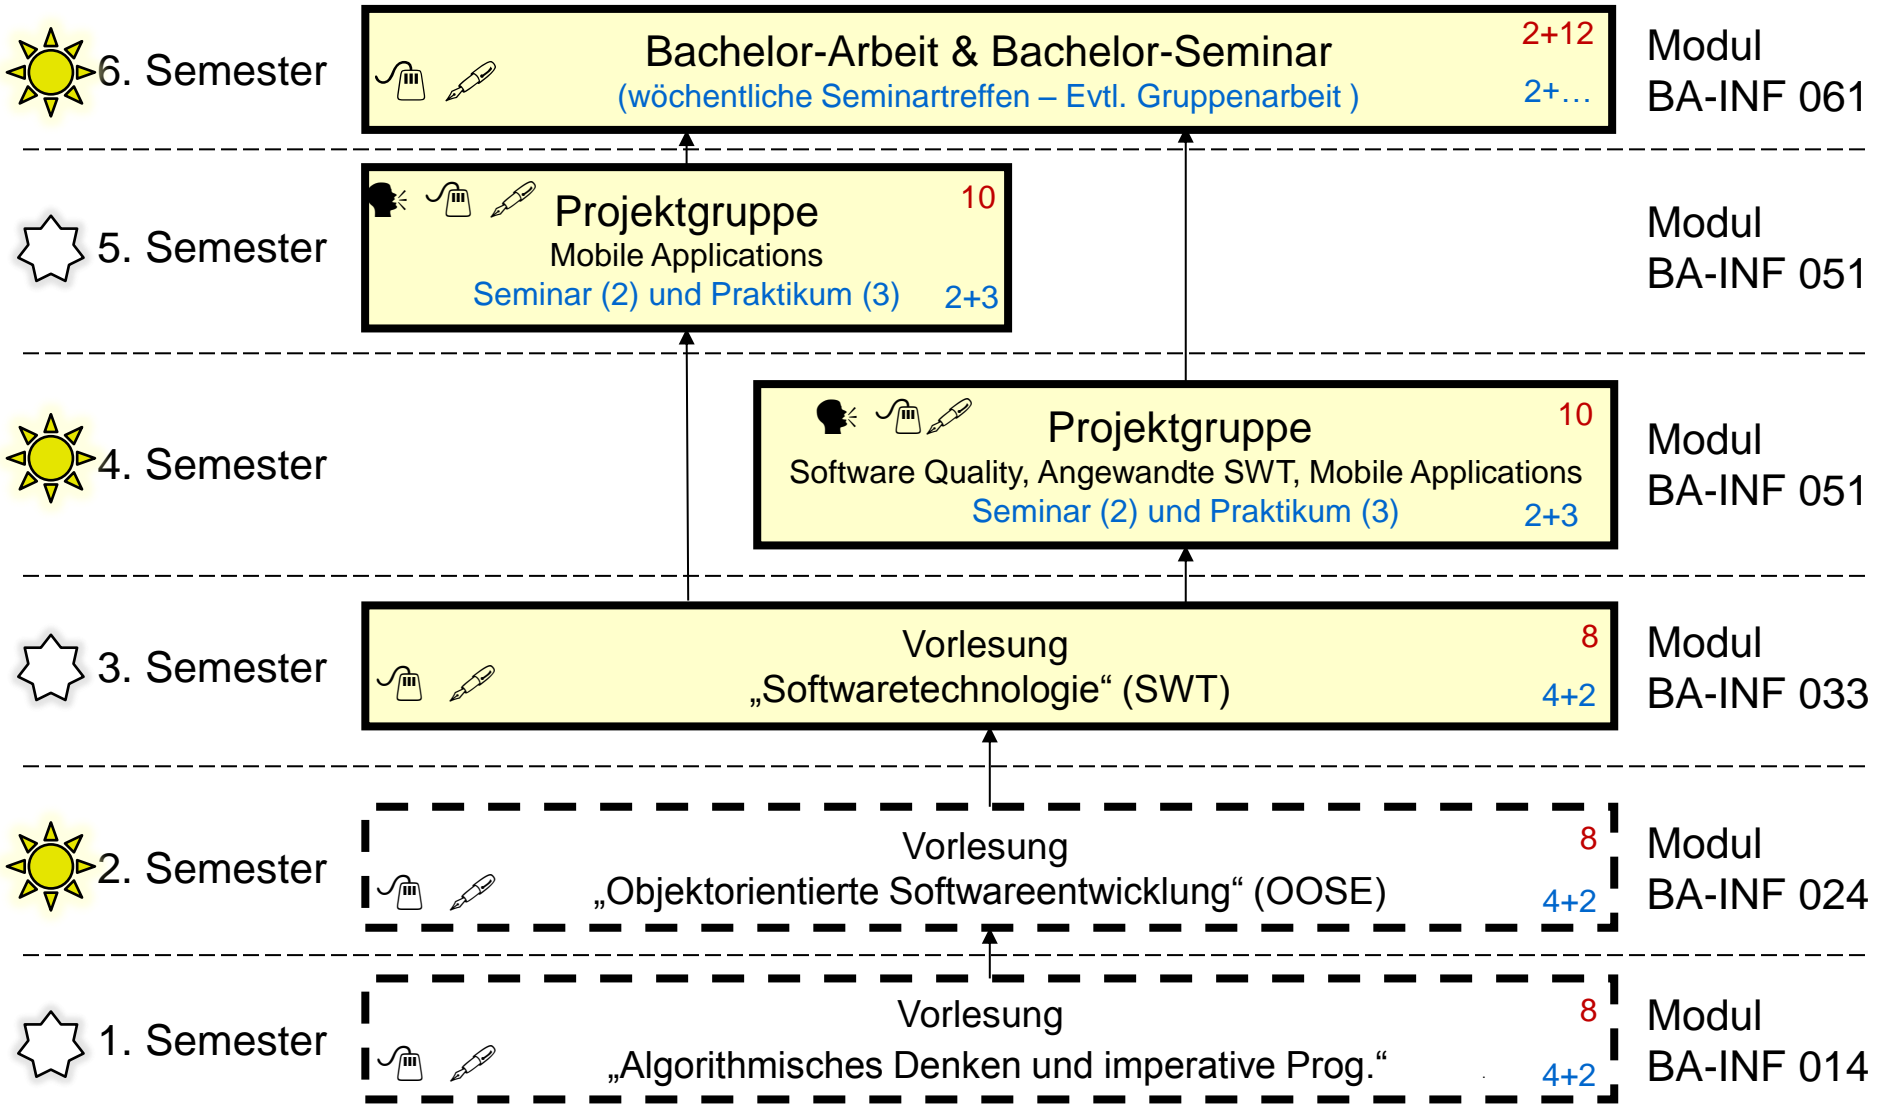 6. Semester
Bachelor-Arbeit & Bachelor-Seminar
(wöchentliche Seminartreffen – Evtl. Gruppenarbeit )
2+12
2+…
Modul
BA-INF 061
5. Semester
Projektgruppe
Mobile Applications
Seminar (2) und Praktikum (3)
10
2+3
Modul
BA-INF 051
4. Semester
Projektgruppe
Software Quality, Angewandte SWT, Mobile Applications
Seminar (2) und Praktikum (3)
10
2+3
Modul
BA-INF 051
3. Semester
Vorlesung
„Softwaretechnologie“ (SWT)
8
4+2
Modul
BA-INF 033
2. Semester
Vorlesung
„Objektorientierte Softwareentwicklung“ (OOSE)
8
4+2
Modul
BA-INF 024
1. Semester
Vorlesung
„Algorithmisches Denken und imperative Prog.“
8
4+2
Modul
BA-INF 014